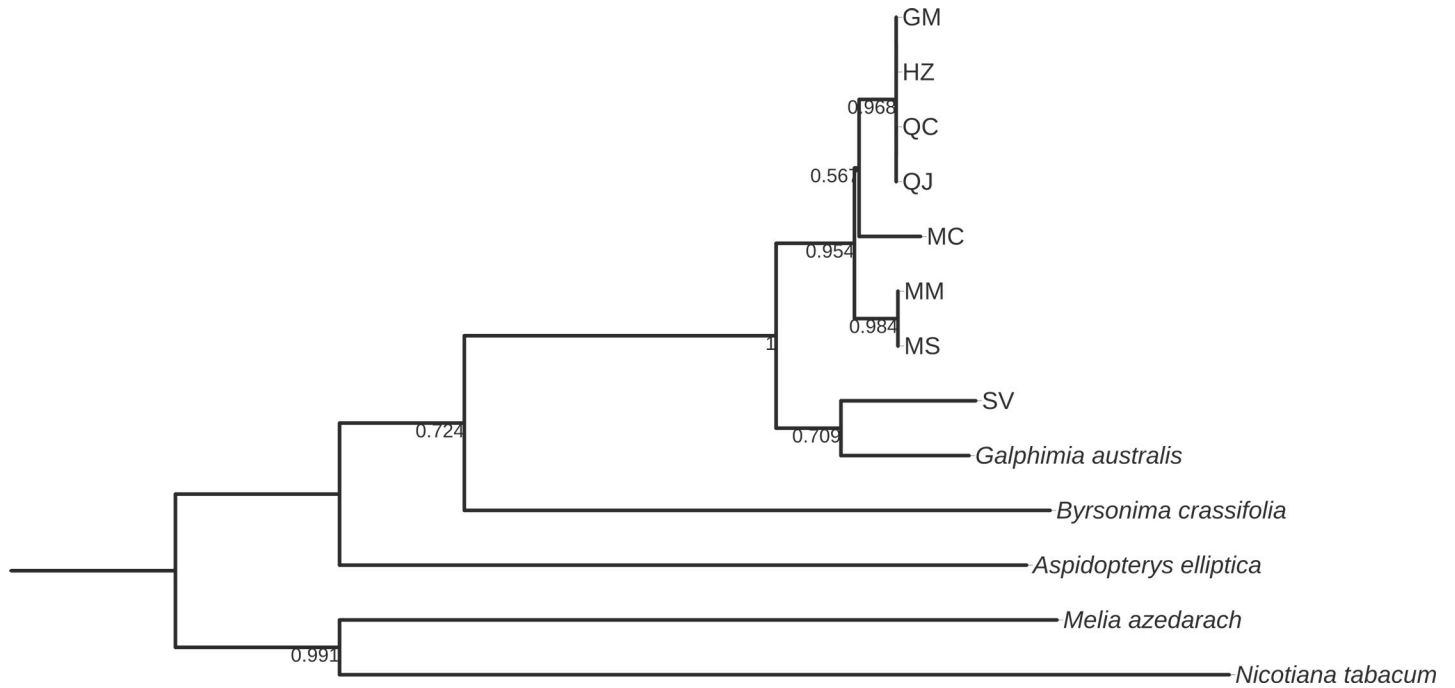 GM
HZ
0.968
QC
0.567
QJ
MC
0.954
MM
0.984
MS
1
SV
0.709
Galphimia australis
0.724
Byrsonima crassifolia
Aspidopterys elliptica
Melia azedarach
0.991
Nicotiana tabacum